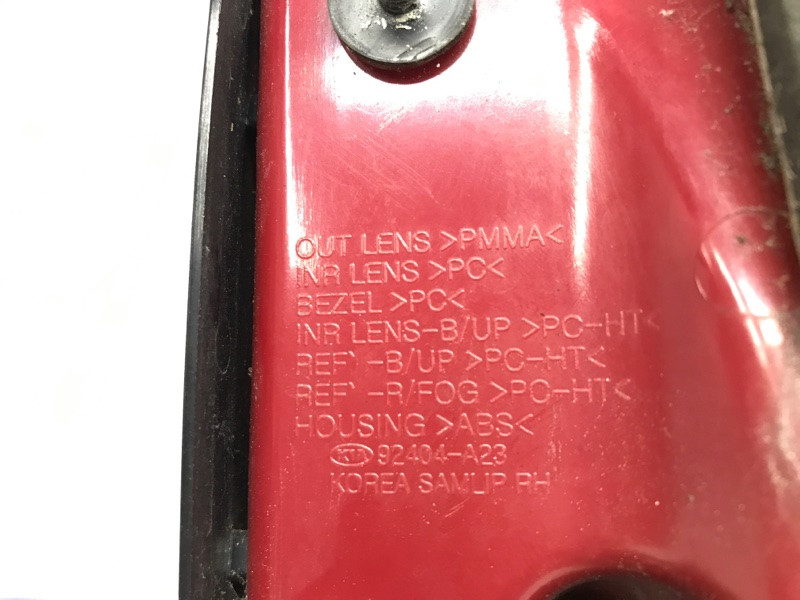 OUT LENS >PMMA<
INR LENS >PC<
BEZEL >PC<
INR LENS-B/UP >PC-HT<
REF`-B/UP >PC-HT<
REF`-R/FOG >PC-HT<
HOUSING >ABS<
KIA 92404-A23
KOREA SAMLIP RH